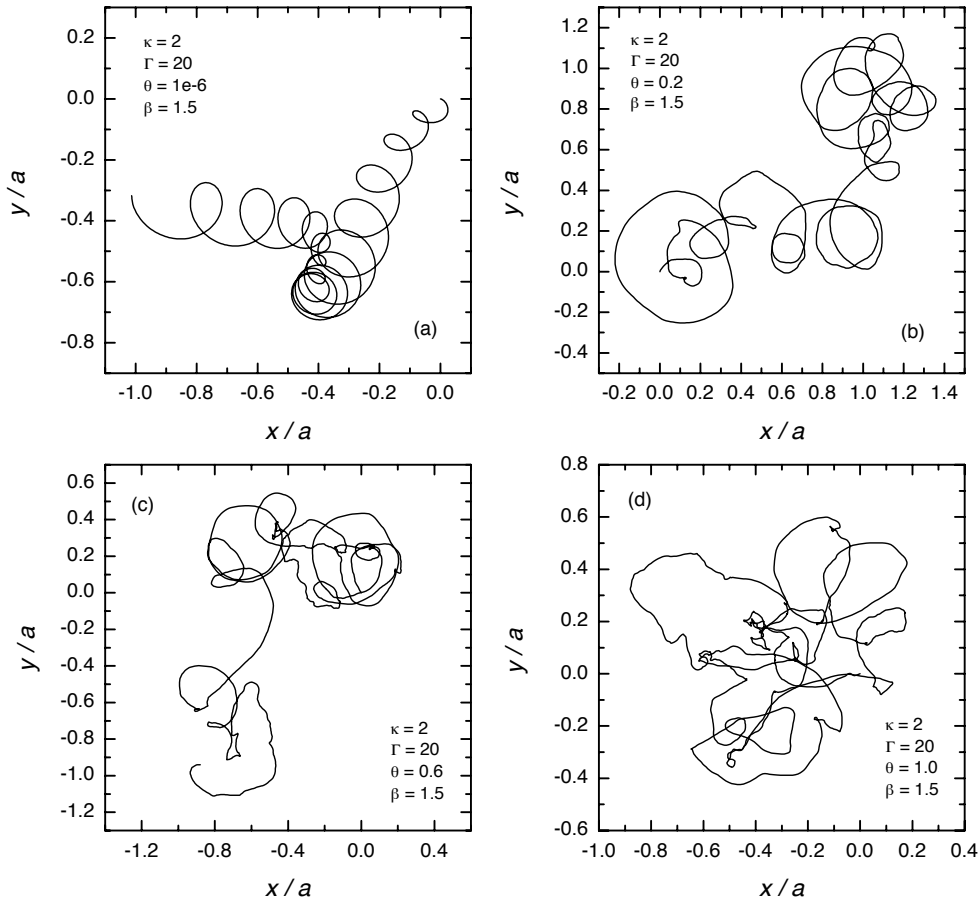 0.2
0.0
-0.2
-0.4
-0.6
-0.8
y / a
κ = 2
Γ = 20
θ = 1e-6
β = 1.5
(a)
-1.0 -0.8 -0.6 -0.4 -0.2 0.0
x / a
1.2
1.0
0.8
0.6
0.4
0.2
0.0
-0.2
-0.4
y / a
κ = 2
Γ = 20
θ = 0.2
β = 1.5
(b)
-0.2 0.0 0.2 0.4 0.6 0.8 1.0 1.2 1.4
x / a
0.6
0.4
0.2
0.0
-0.2
-0.4
-0.6
-0.8
-1.0
-1.2
y / a
(c)
κ = 2
Γ = 20
θ = 0.6
β = 1.5
-1.2 -0.8 -0.4 0.0 0.4
x / a
0.8
0.6
0.4
0.2
0.0
-0.2
-0.4
-0.6
y / a
(d)
κ = 2
Γ = 20
θ = 1.0
β = 1.5
-1.0 -0.8 -0.6 -0.4 -0.2 0.0 0.2 0.4
x / a